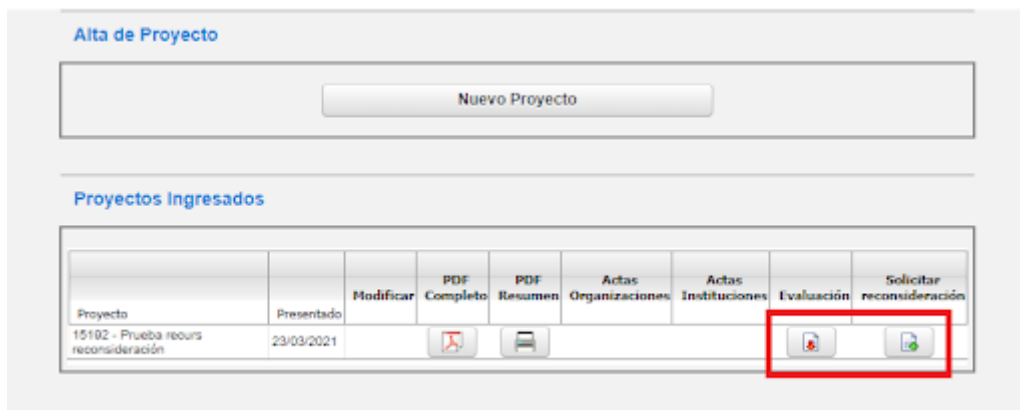 Alta de Proyecto
Nuevo Proyecto
Proyectos Ingresados
Proyecto Presentado Modificar PDF Completo PDF Resumen Actas Organizaciones Actas Instituciones Evaluación Solicitar reconsideración
15192 - Prueba recurs reconsideración 23/03/2021